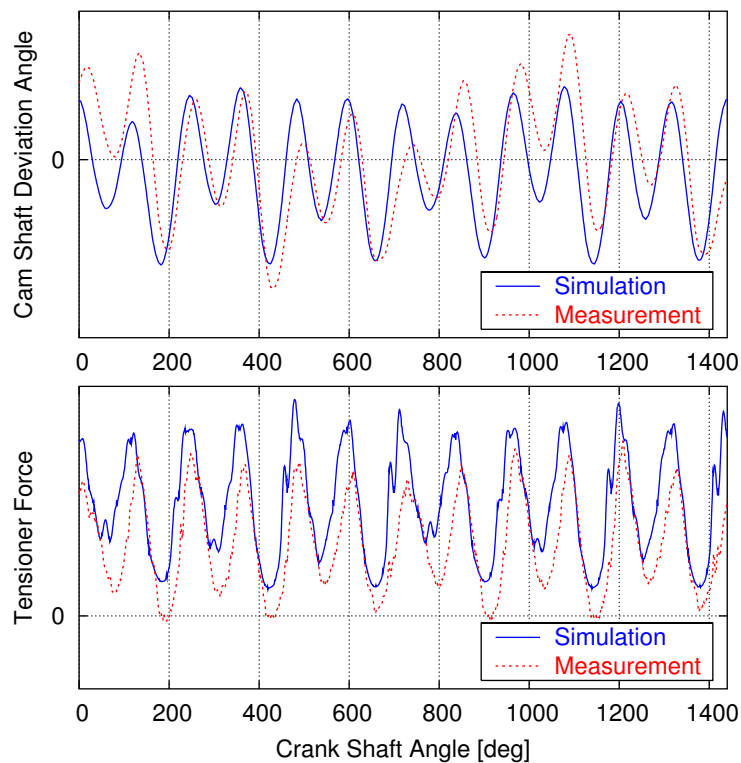 Cam Shaft Deviation Angle
0
Simulation
Measurement
0 200 400 600 800 1000 1200 1400
Tensioner Force
0
Simulation
Measurement
0 200 400 600 800 1000 1200 1400
Crank Shaft Angle [deg]